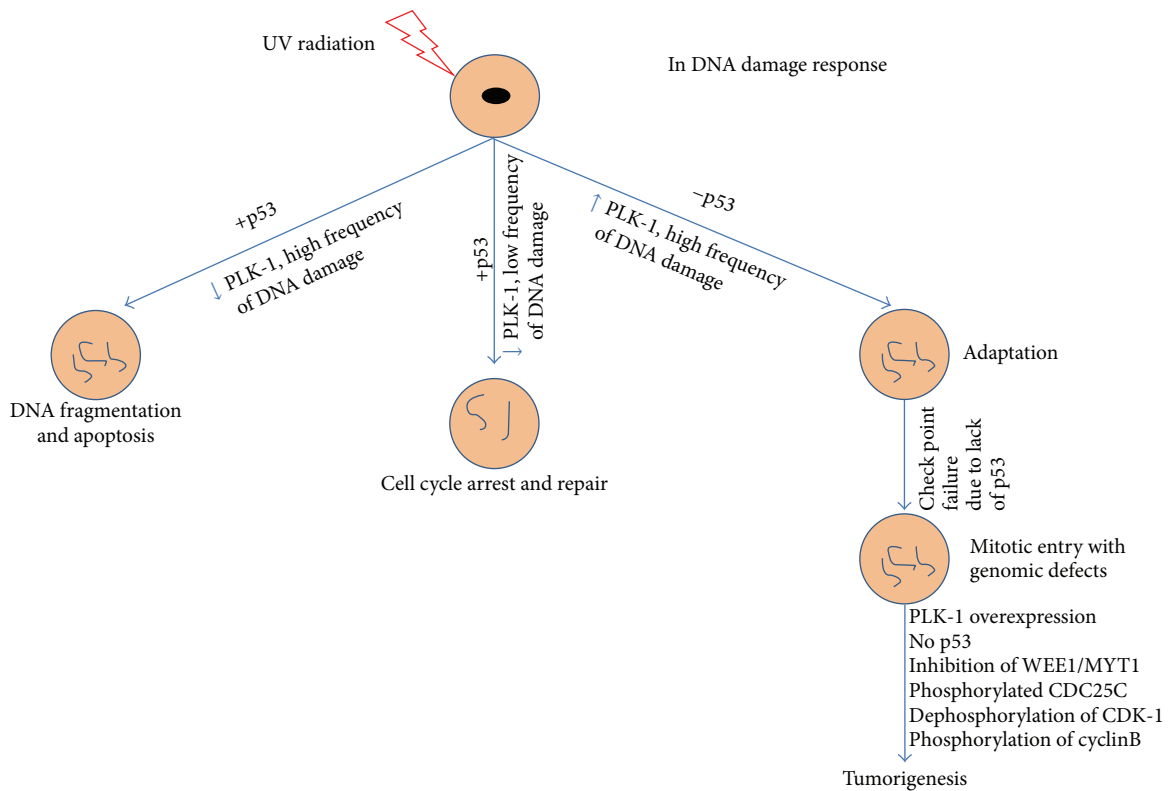 UV radiation
In DNA damage response
+p53
↓ PLK-1, high frequency
of DNA damage
+p53
↓ PLK-1, low frequency
of DNA damage
–p53
↑ PLK-1, high frequency
of DNA damage
DNA fragmentation
and apoptosis
Cell cycle arrest and repair
Adaptation
Check point
failure
due to lack
of p53
Mitotic entry with
genomic defects
PLK-1 overexpression
No p53
Inhibition of WEE1/MYT1
Phosphorylated CDC25C
Dephosphorylation of CDK-1
Phosphorylation of cyclinB
Tumorigenesis